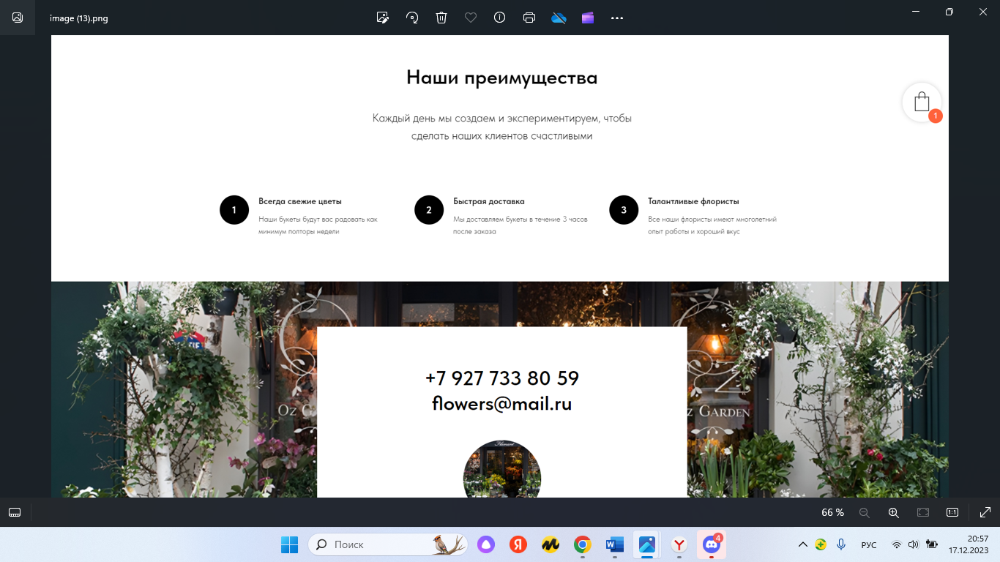 image (13).png
Наши преимущества
1
Каждый день мы создаем и экспериментируем, чтобы
сделать наших клиентов счастливыми
1
Всегда свежие цветы
Наши букеты будут вас радовать как
минимум полторы недели
2
Быстрая доставка
Мы доставляем букеты в течение 3 часов
после заказа
3
Талантливые флористы
Все наши флористы имеют многолетний
опыт работы и хороший вкус
+7 927 733 80 59
flowers@mail.ru
Oz
GARDEN
66 %
1:1
Поиск
Я
W
Y
4
РУС
20:57
17.12.2023